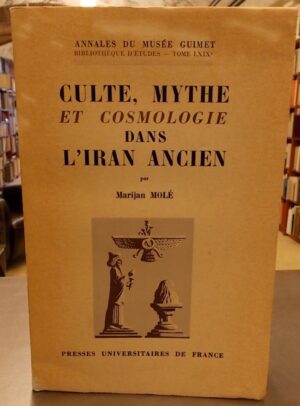 ANNALES DU MUSÉE GUIMET
BIBLIOTHÈQUE D'ÉTUDES — TOME LXIXe
CULTE, MYTHE
ET COSMOLOGIE
DANS
L'IRAN ANCIEN
par
Marijan MOLÉ
PRESSES UNIVERSITAIRES DE FRANCE